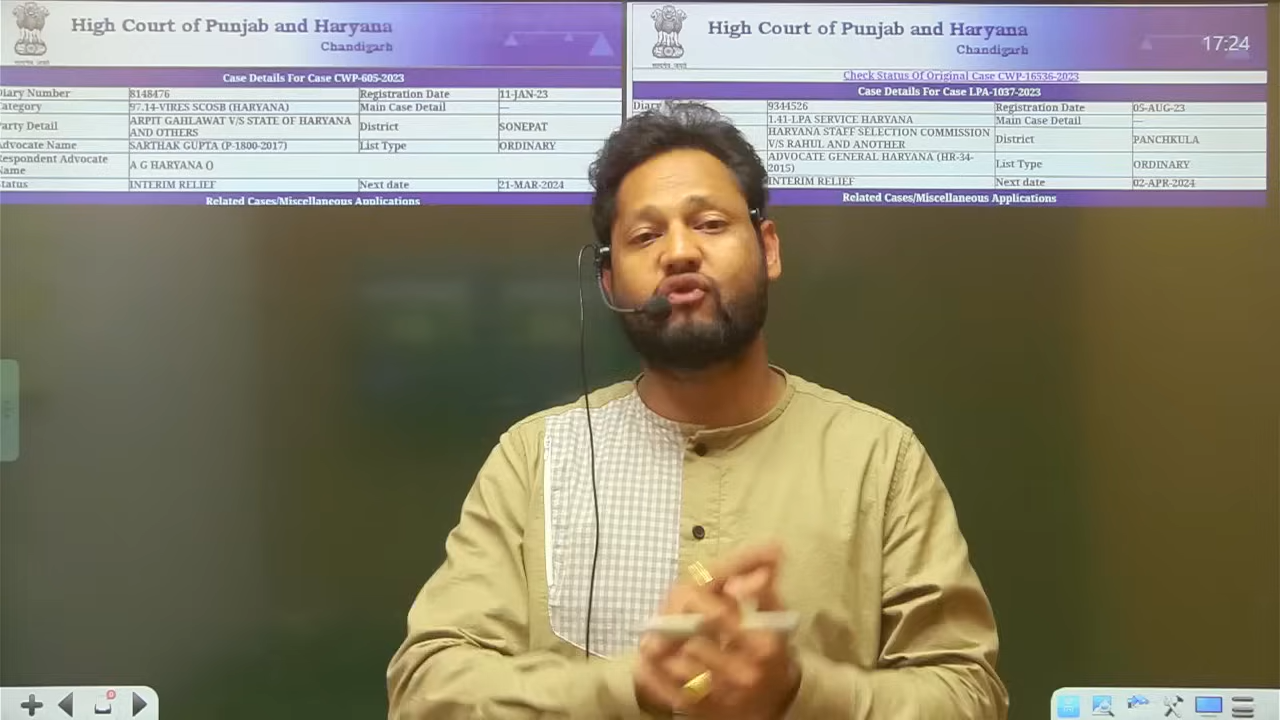 High Court of Punjab and Haryana
Chandigarh
Case Details For Case CWP-605-2023
Diary Number 8148476 Registration Date 11-JAN-23
Category 97.14-VIRES SCOSB (HARYANA) Main Case Detail ---
Party Detail ARPIT GAHLAWAT V/S STATE OF HARYANA AND OTHERS District SONEPAT
Advocate Name SARTHAK GUPTA (P-1800-2017) List Type ORDINARY
Respondent Advocate Name A G HARYANA ()
Status INTERIM RELIEF Next date 21-MAR-2024
Related Cases/Miscellaneous Applications
High Court of Punjab and Haryana
Chandigarh
17:24
Check Status Of Original Case CWP-16536-2023
Case Details For Case LPA-1037-2023
Diary 9344526 Registration Date 05-AUG-23
1.41-LPA SERVICE HARYANA Main Case Detail ---
HARYANA STAFF SELECTION COMMISSION
V/S RAHUL AND ANOTHER District PANCHKULA
ADVOCATE GENERAL HARYANA (HR-34-
2015) List Type ORDINARY
INTERIM RELIEF Next date 02-APR-2024
Related Cases/Miscellaneous Applications